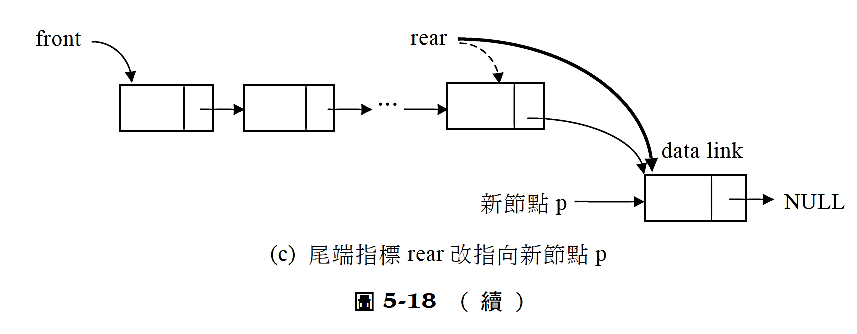 front
rear
…
data link
新節點 p
NULL
(c) 尾端指標 rear 改指向新節點 p
圖 5-18 （ 續 ）